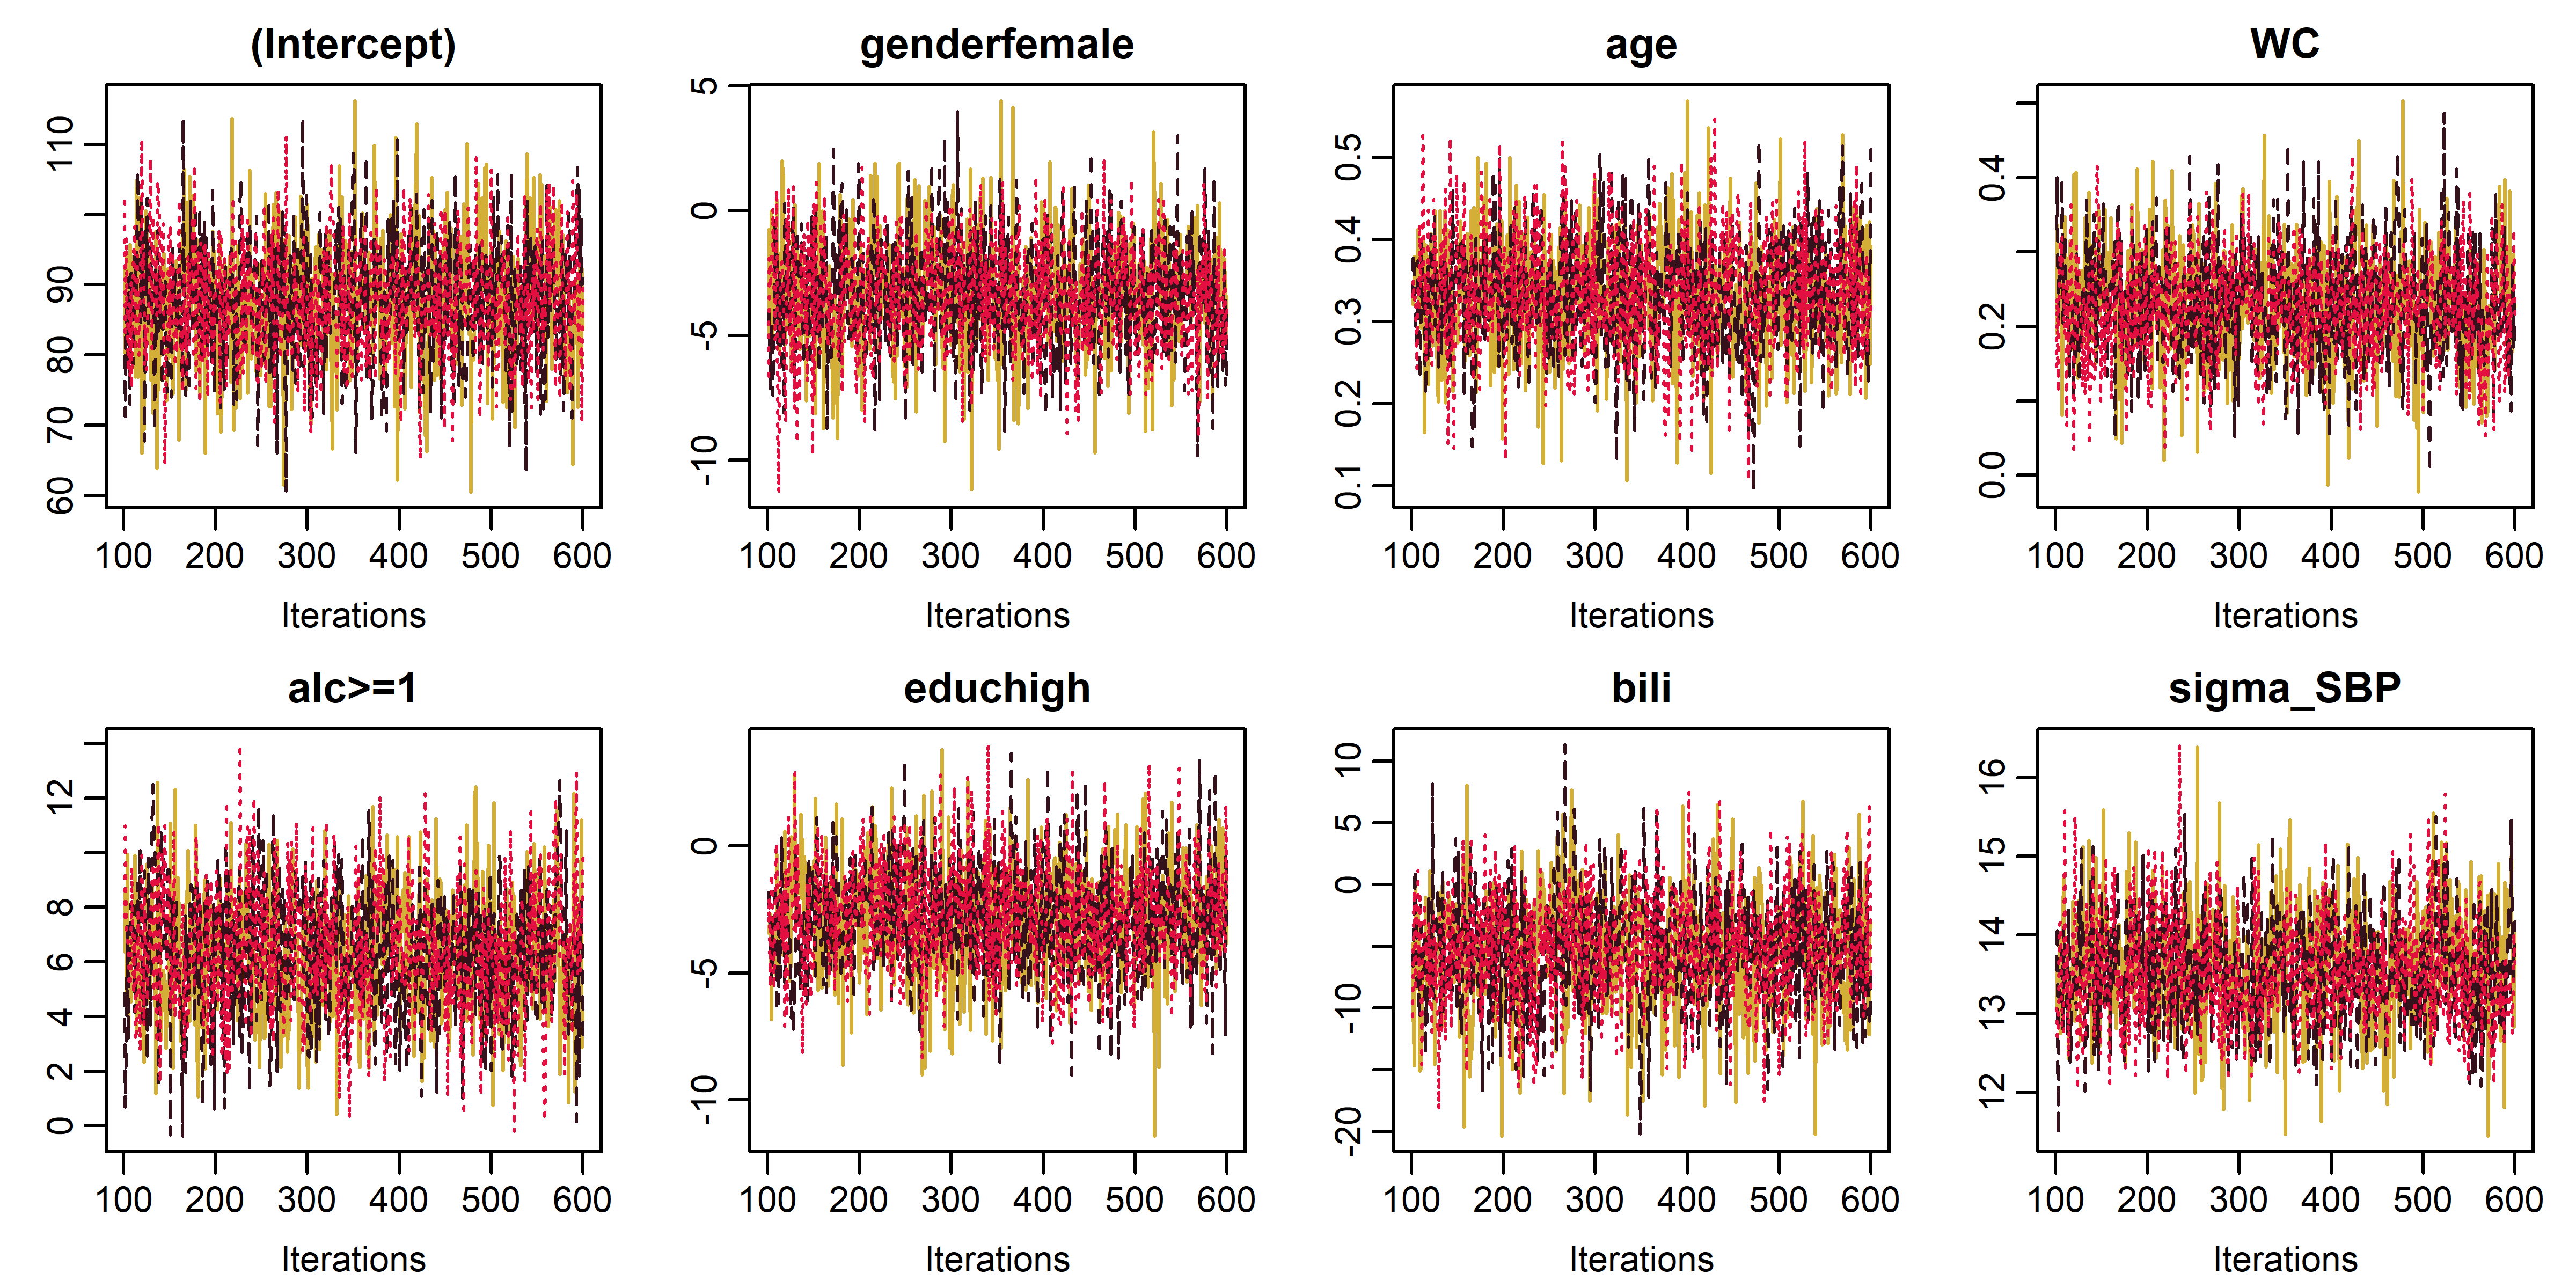 (Intercept) genderfemale age WC
110 90 80 70 60
5 0 -5 -10
0.5 0.4 0.3 0.2 0.1
0.4 0.2 0.0
100 200 300 400 500 600 100 200 300 400 500 600 100 200 300 400 500 600 100 200 300 400 500 600
Iterations Iterations Iterations Iterations
alc>=1 educhigh bili sigma_SBP
12 8 6 4 2 0
0 -5 -10
10 5 0 -10 -20
16 15 14 13 12
100 200 300 400 500 600 100 200 300 400 500 600 100 200 300 400 500 600 100 200 300 400 500 600
Iterations Iterations Iterations Iterations